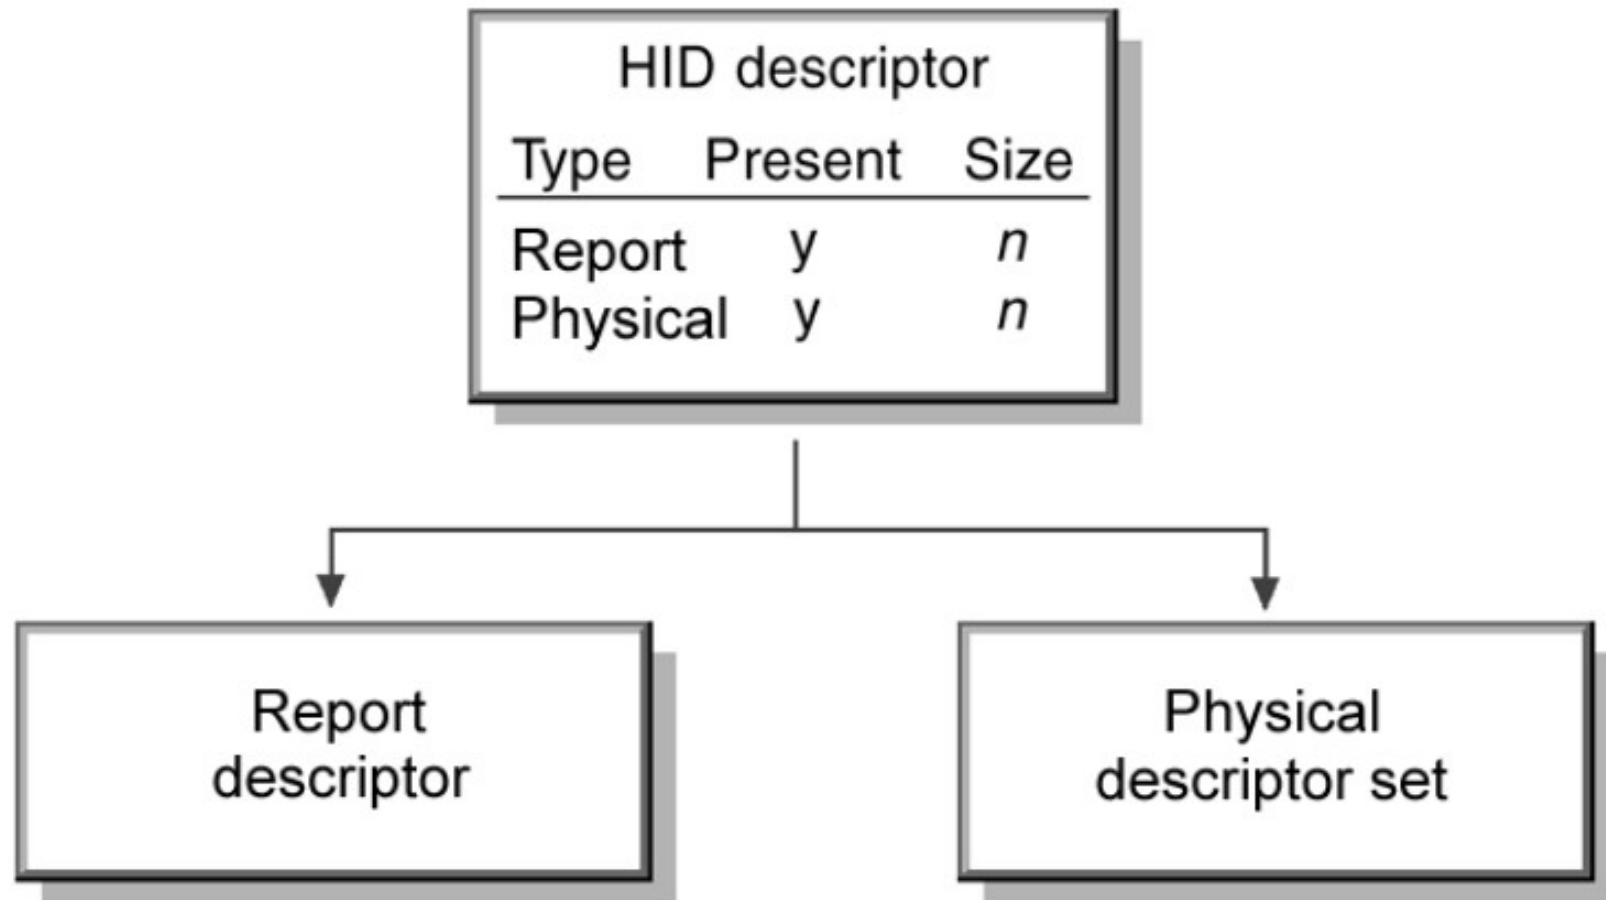 HID descriptor
Type Present Size
Report y n
Physical y n
Report
descriptor
Physical
descriptor set